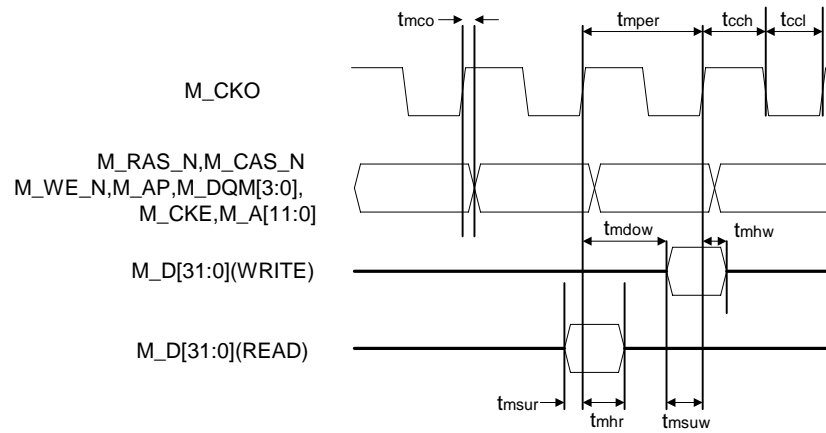 tmco
tmper
tcch
tccl
M_CKO
M_RAS_N,M_CAS_N
M_WE_N,M_AP,M_DQM[3:0],
M_CKE,M_A[11:0]
tmdow
tmhw
M_D[31:0](WRITE)
M_D[31:0](READ)
tmsur
tmhr
tmsuw